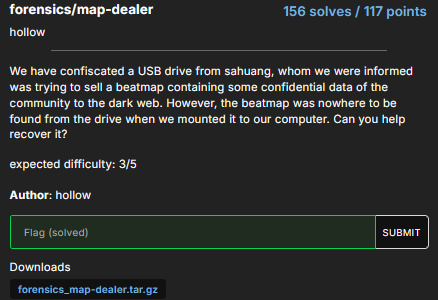 forensics/map-dealer
156 solves / 117 points
hollow
We have confiscated a USB drive from sahuang, whom we were informed
was trying to sell a beatmap containing some confidential data of the
community to the dark web. However, the beatmap was nowhere to be
found from the drive when we mounted it to our computer. Can you help
recover it?
expected difficulty: 3/5
Author: hollow
Flag (solved)
SUBMIT
Downloads
forensics_map-dealer.tar.gz